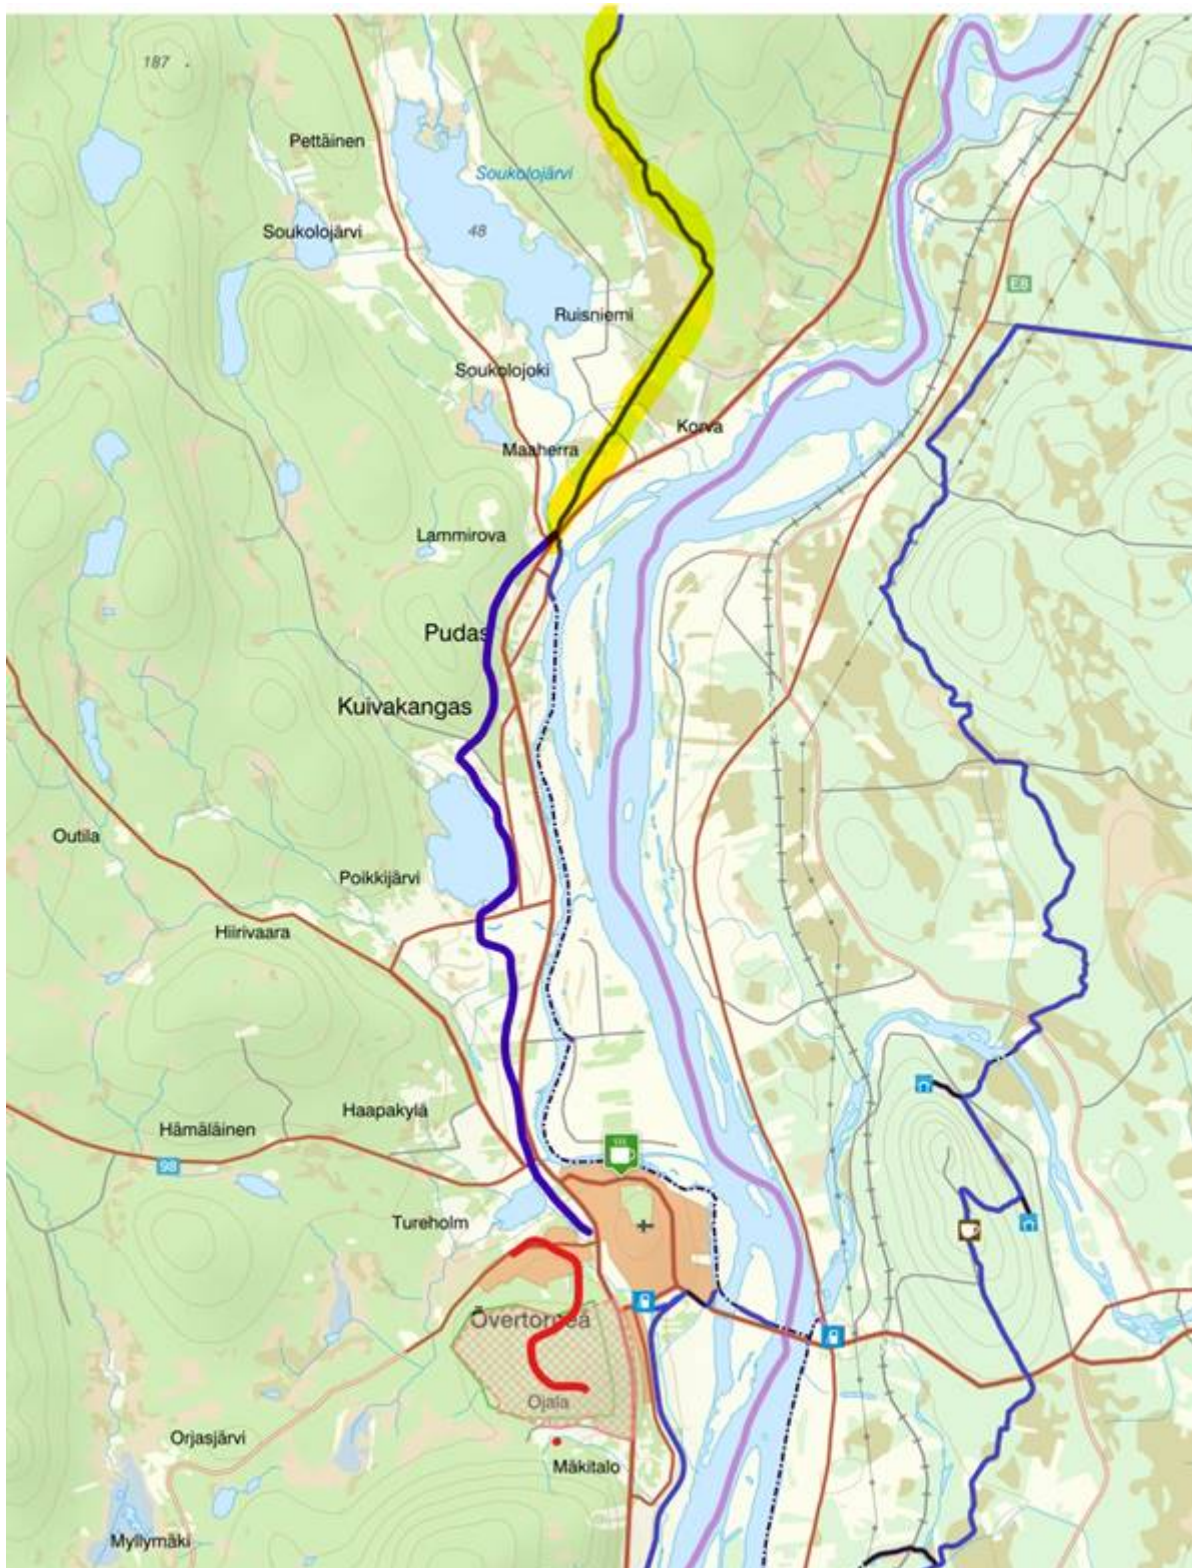 187
Pettäinen
Soukolojärvi
Soukolojärvi
48
Ruisniemi
Soukolojoki
Korva
Maaherra
Lammirova
Pudas
Kuivakangas
Outila
Poikkijärvi
Hiirivaara
Haapakylä
Hämäläinen
98
Tureholm
Övertorneå
Ojala
Orjasjärvi
Mäkitalo
Myllymäki